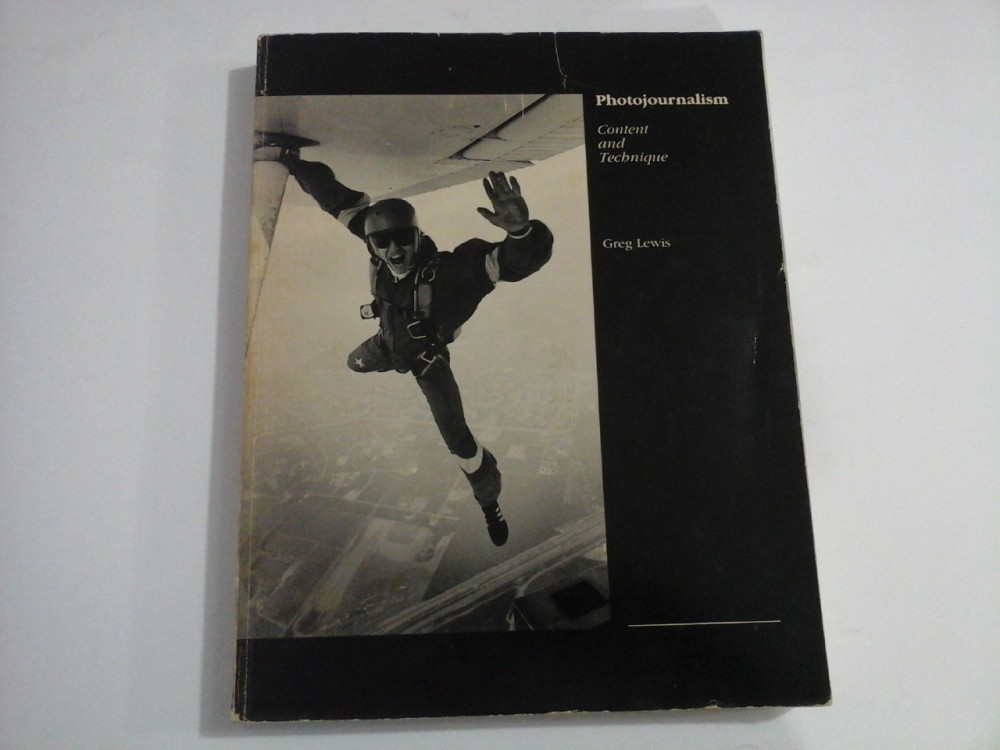 Photojournalism
Content
and
Technique
Greg Lewis